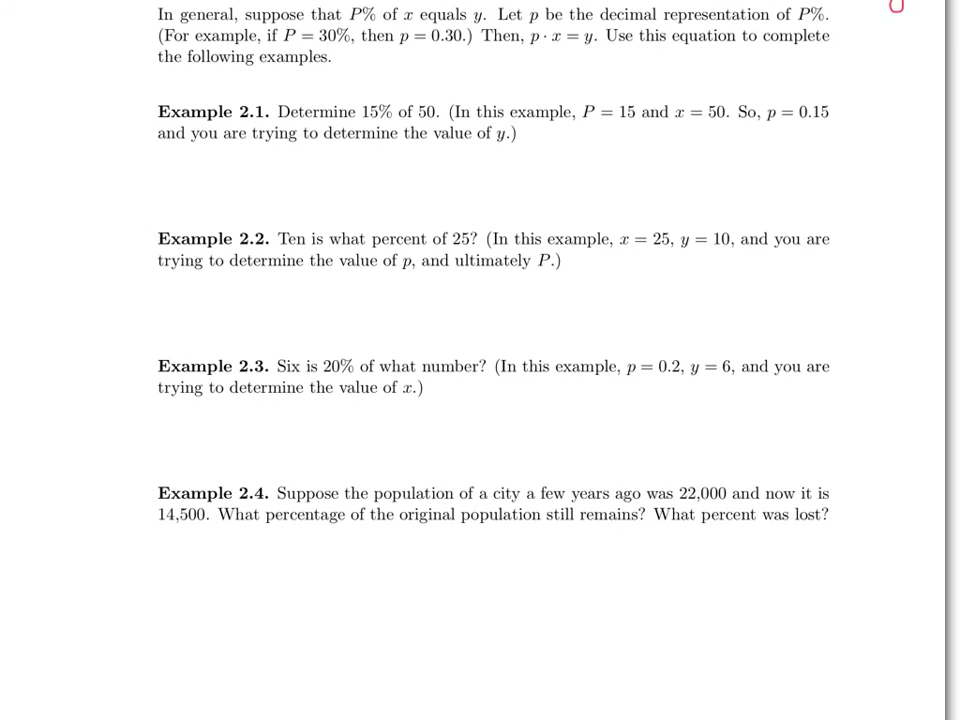 In general, suppose that P% of x equals y. Let p be the decimal representation of P%.
(For example, if P = 30%, then p = 0.30.) Then, p · x = y. Use this equation to complete
the following examples.
Example 2.1. Determine 15% of 50. (In this example, P = 15 and x = 50. So, p = 0.15
and you are trying to determine the value of y.)
Example 2.2. Ten is what percent of 25? (In this example, x = 25, y = 10, and you are
trying to determine the value of p, and ultimately P.)
Example 2.3. Six is 20% of what number? (In this example, p = 0.2, y = 6, and you are
trying to determine the value of x.)
Example 2.4. Suppose the population of a city a few years ago was 22,000 and now it is
14,500. What percentage of the original population still remains? What percent was lost?